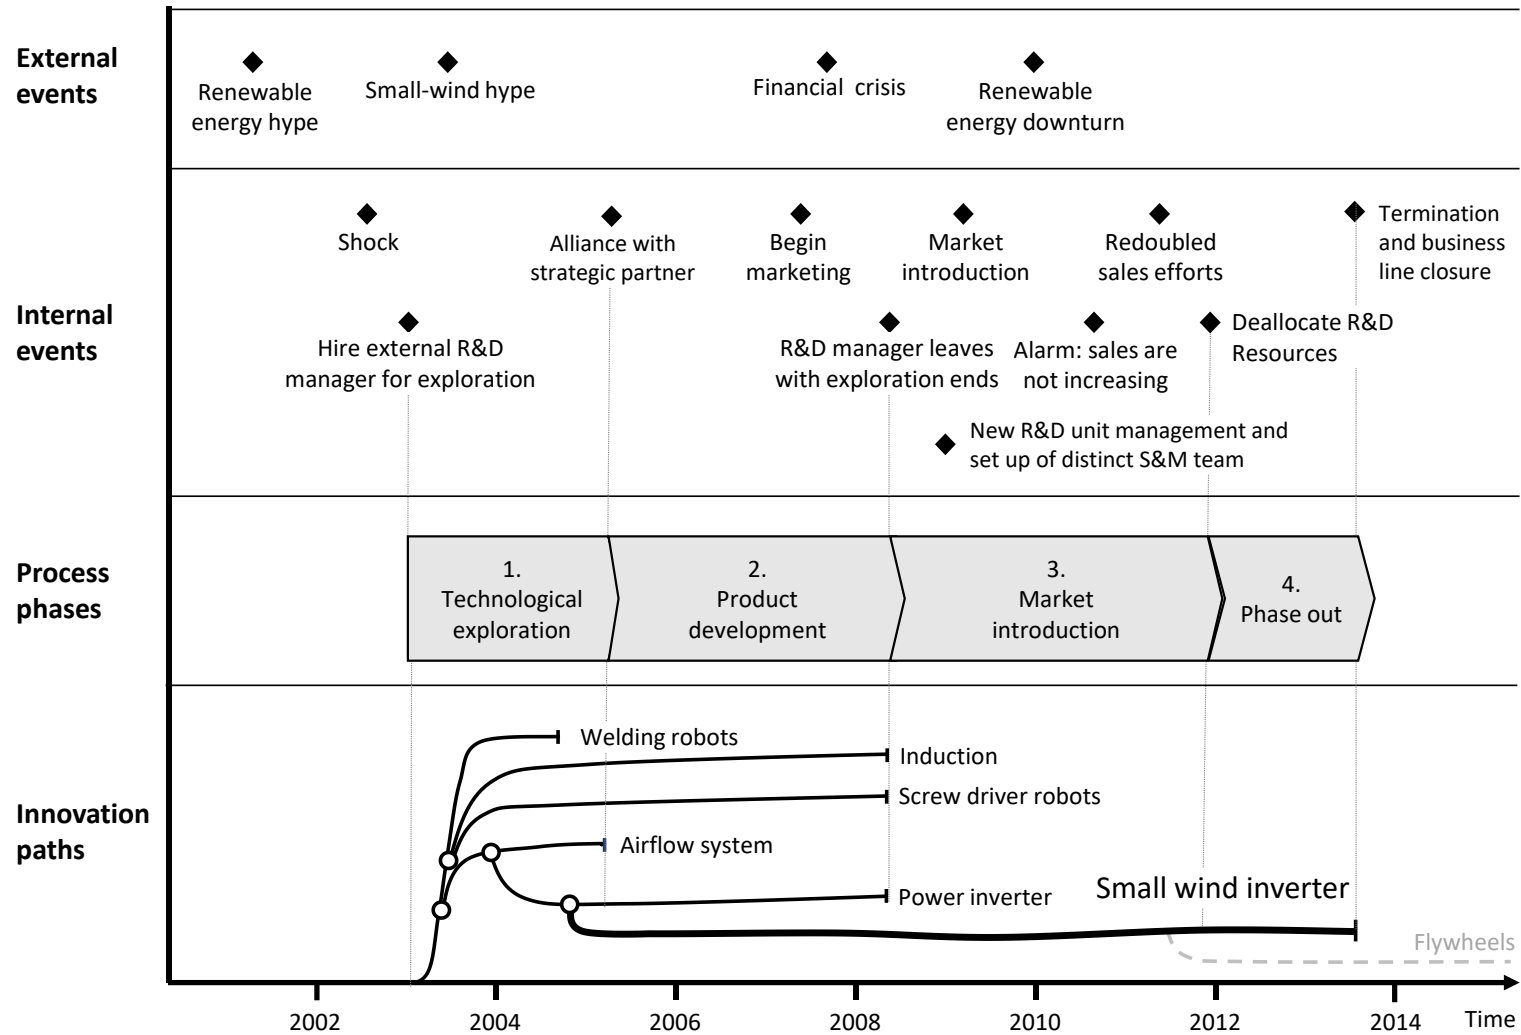 External
events
Renewable
energy hype
Small-wind hype
Financial crisis
Renewable
energy downturn
Internal
events
Shock
Alliance with
strategic partner
Begin
marketing
Market
introduction
Redoubled
sales efforts
Termination
and business
line closure
Hire external R&D
manager for exploration
R&D manager leaves
with exploration ends
Alarm: sales are
not increasing
Deallocate R&D
Resources
New R&D unit management and
set up of distinct S&M team
Process
phases
1.
Technological
exploration
2.
Product
development
3.
Market
introduction
4.
Phase out
Innovation
paths
Welding robots
Induction
Screw driver robots
Airflow system
Power inverter
Small wind inverter
Flywheels
2002
2004
2006
2008
2010
2012
2014
Time